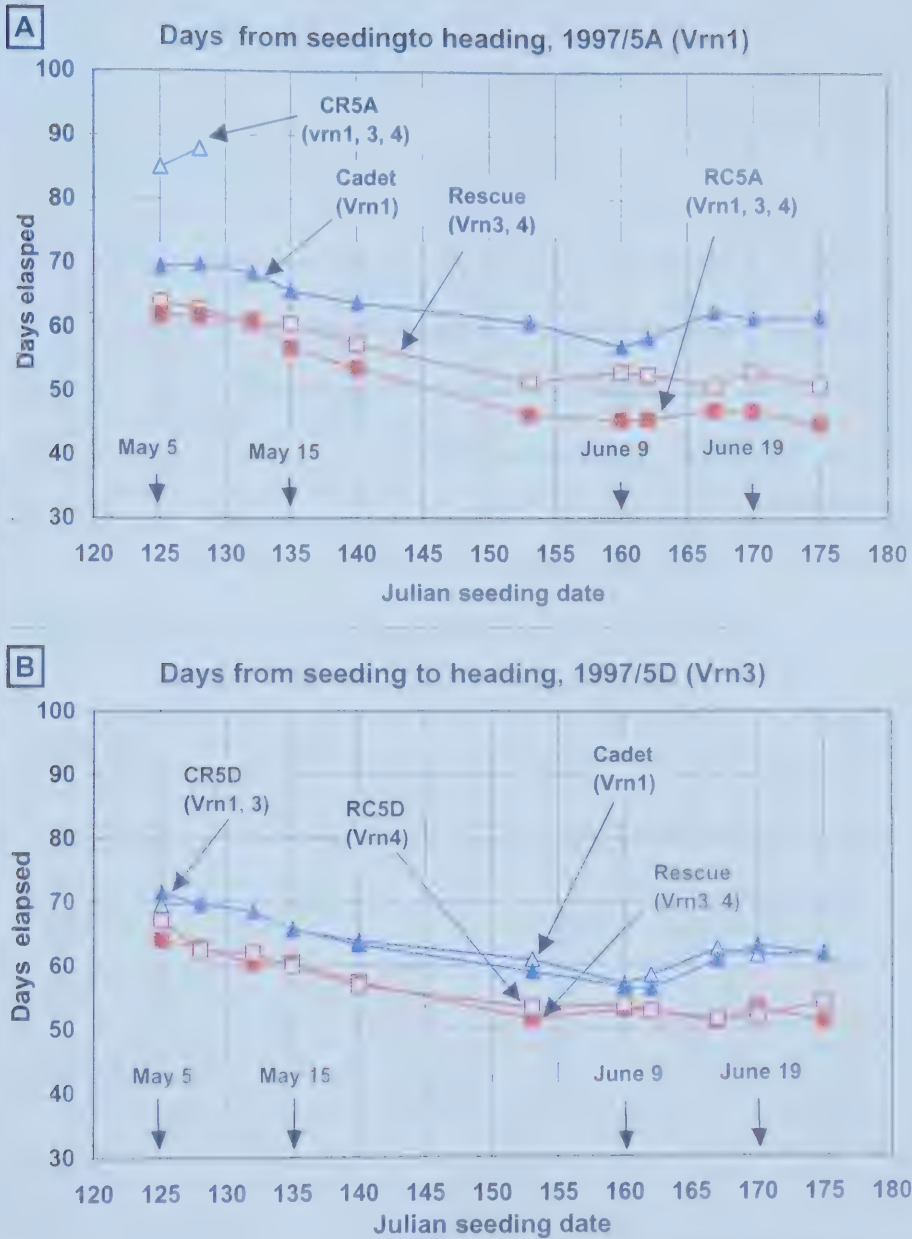 A
Days from seedingto heading, 1997/5A (Vrn1)
100
90
80
70
60
50
40
30
Days elasped
CR5A
(vrn1, 3, 4)
Cadet
(Vrn1)
Rescue
(Vrn3, 4)
RC5A
(Vrn1, 3, 4)
May 5
May 15
June 9
June 19
120 125 130 135 140 145 150 155 160 165 170 175 180
Julian seeding date
B
Days from seeding to heading, 1997/5D (Vrn3)
100
90
80
70
60
50
40
30
Days elapsed
CR5D
(Vrn1, 3)
RC5D
(Vrn4)
Cadet
(Vrn1)
Rescue
(Vrn3, 4)
May 5
May 15
June 9
June 19
120 125 130 135 140 145 150 155 160 165 170 175 180
Julian seeding date